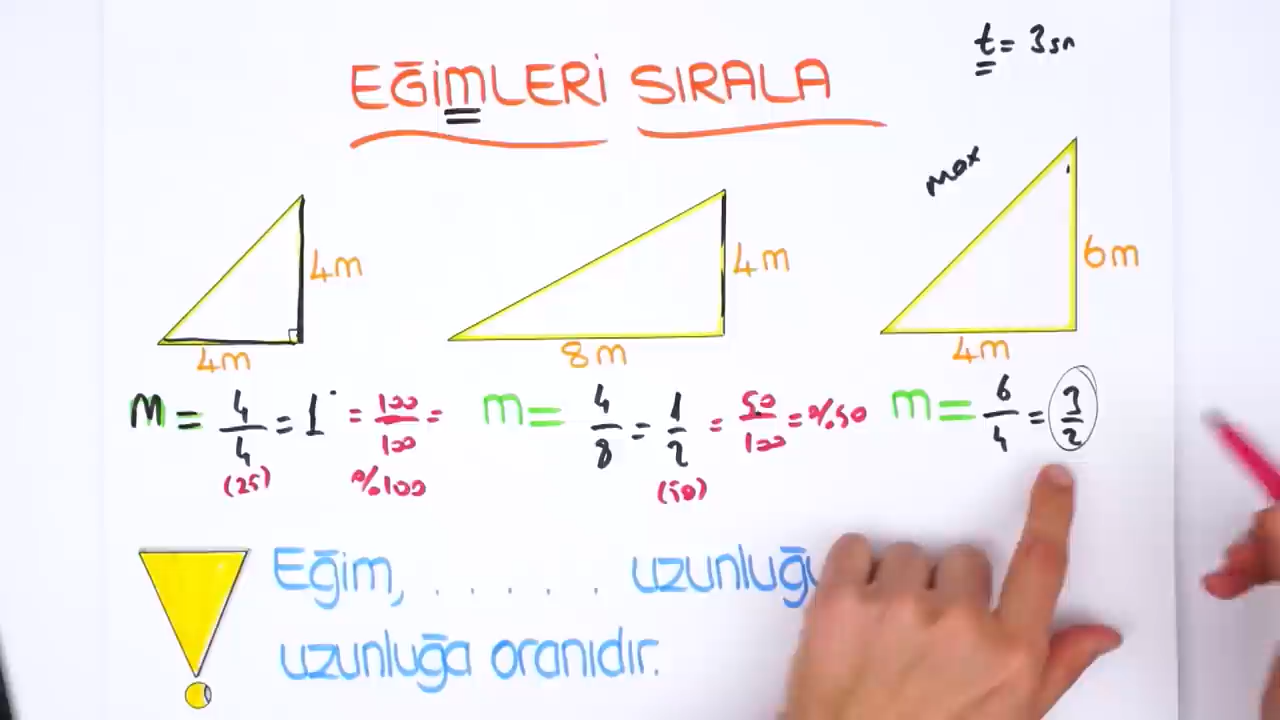 t = 3sn
EĞİMLERİ SIRALA
max
4m
4m
6m
4m
8m
4m
m = 4/4 = 1 = 100/100 =
(25)
%100
m = 4/8 = 1/2 = 50/100 = %50
(50)
m = 6/4 = 3/2
Eğim, . . . . . uzunluğu
uzunluğa oranıdır.